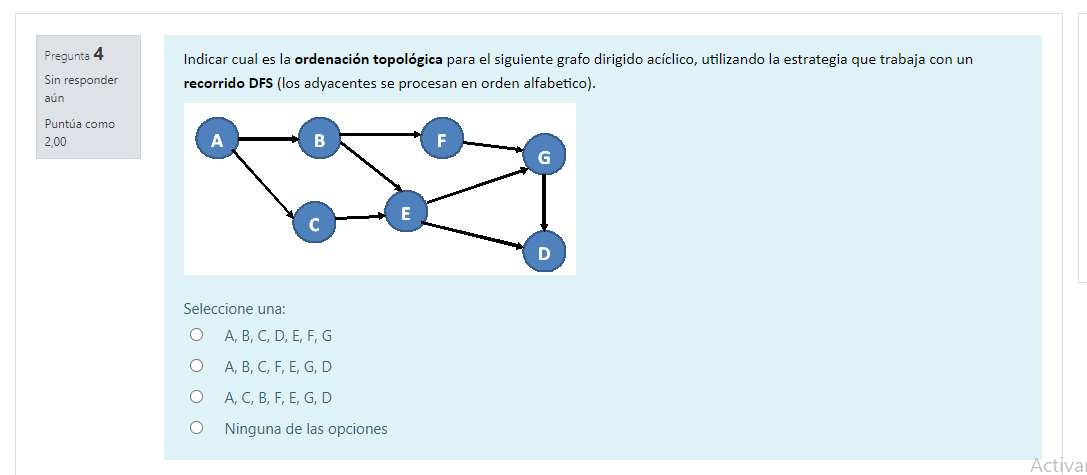 Pregunta 4
Sin responder
aún
Puntúa como
2,00
Indicar cual es la ordenación topológica para el siguiente grafo dirigido acíclico, utilizando la estrategia que trabaja con un
recorrido DFS (los adyacentes se procesan en orden alfabetico).
A
B
F
G
C
E
D
Seleccione una:
A, B, C, D, E, F, G
A, B, C, F, E, G, D
A, C, B, F, E, G, D
Ninguna de las opciones
Activar